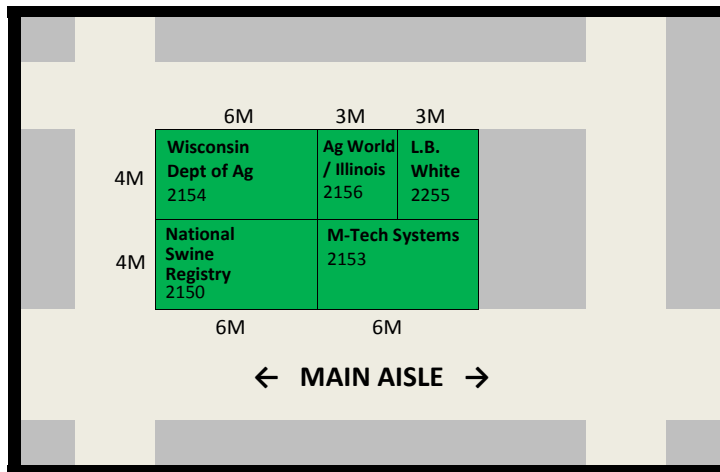 6M 3M 3M
Wisconsin
Dept of Ag
2154
Ag World
/ Illinois
2156
L.B.
White
2255
4M
National
Swine
Registry
2150
M-Tech Systems
2153
4M
6M 6M
← MAIN AISLE →